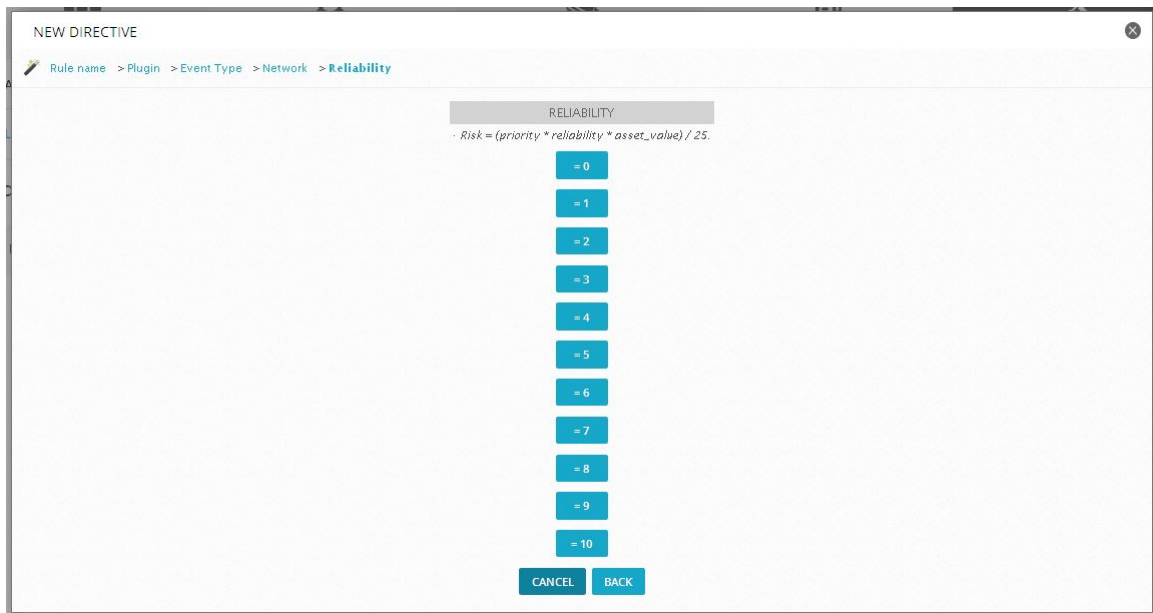 NEW DIRECTIVE
Rule name >Plugin >Event Type >Network >Reliability
RELIABILITY
· Risk = (priority * reliability * asset_value) / 25.
= 0
= 1
= 2
= 3
= 4
= 5
= 6
= 7
= 8
= 9
= 10
CANCEL BACK